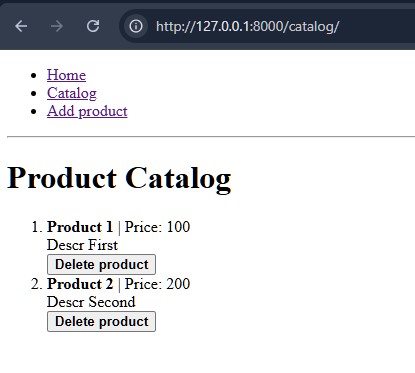 http://127.0.0.1:8000/catalog/
Home
Catalog
Add product
Product Catalog
1. Product 1 | Price: 100
Descr First
Delete product
2. Product 2 | Price: 200
Descr Second
Delete product